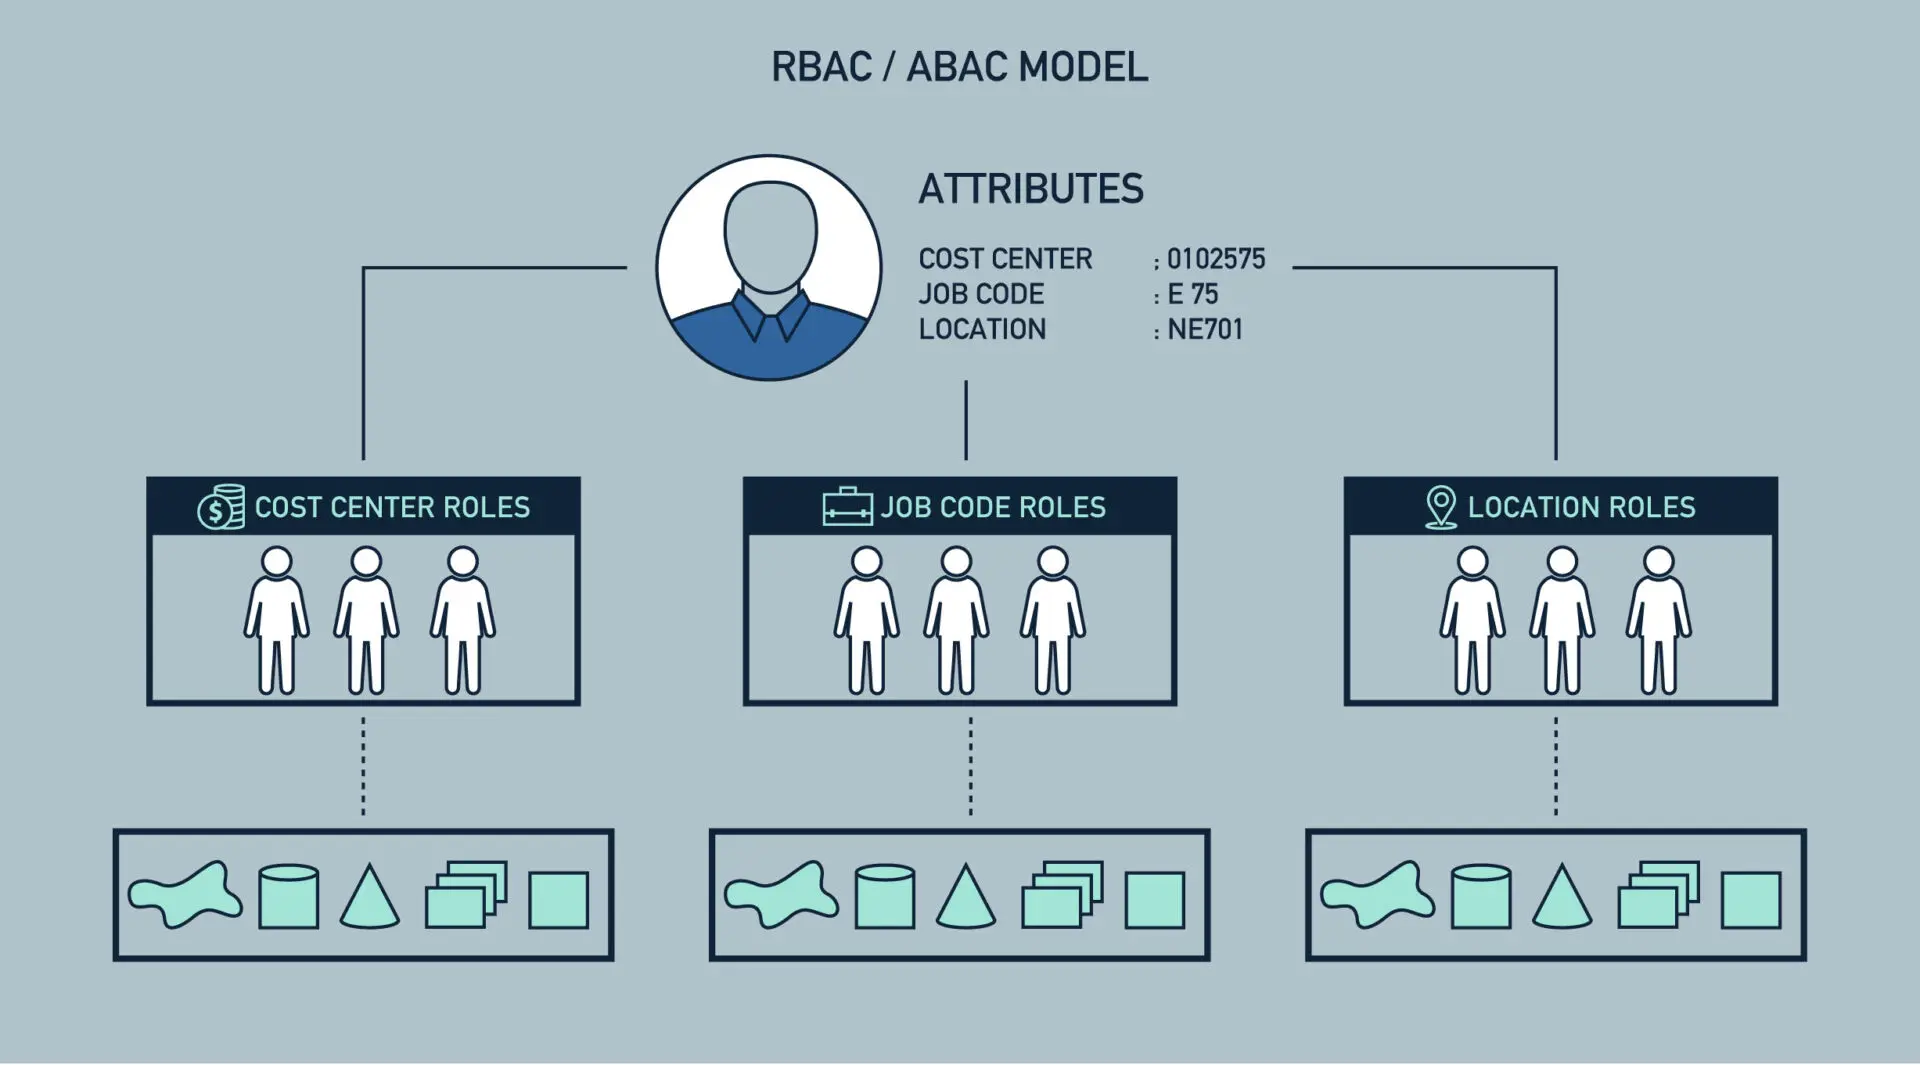 RBAC / ABAC MODEL
ATTRIBUTES
COST CENTER ; 0102575
JOB CODE : E 75
LOCATION : NE701
$ COST CENTER ROLES
JOB CODE ROLES
LOCATION ROLES